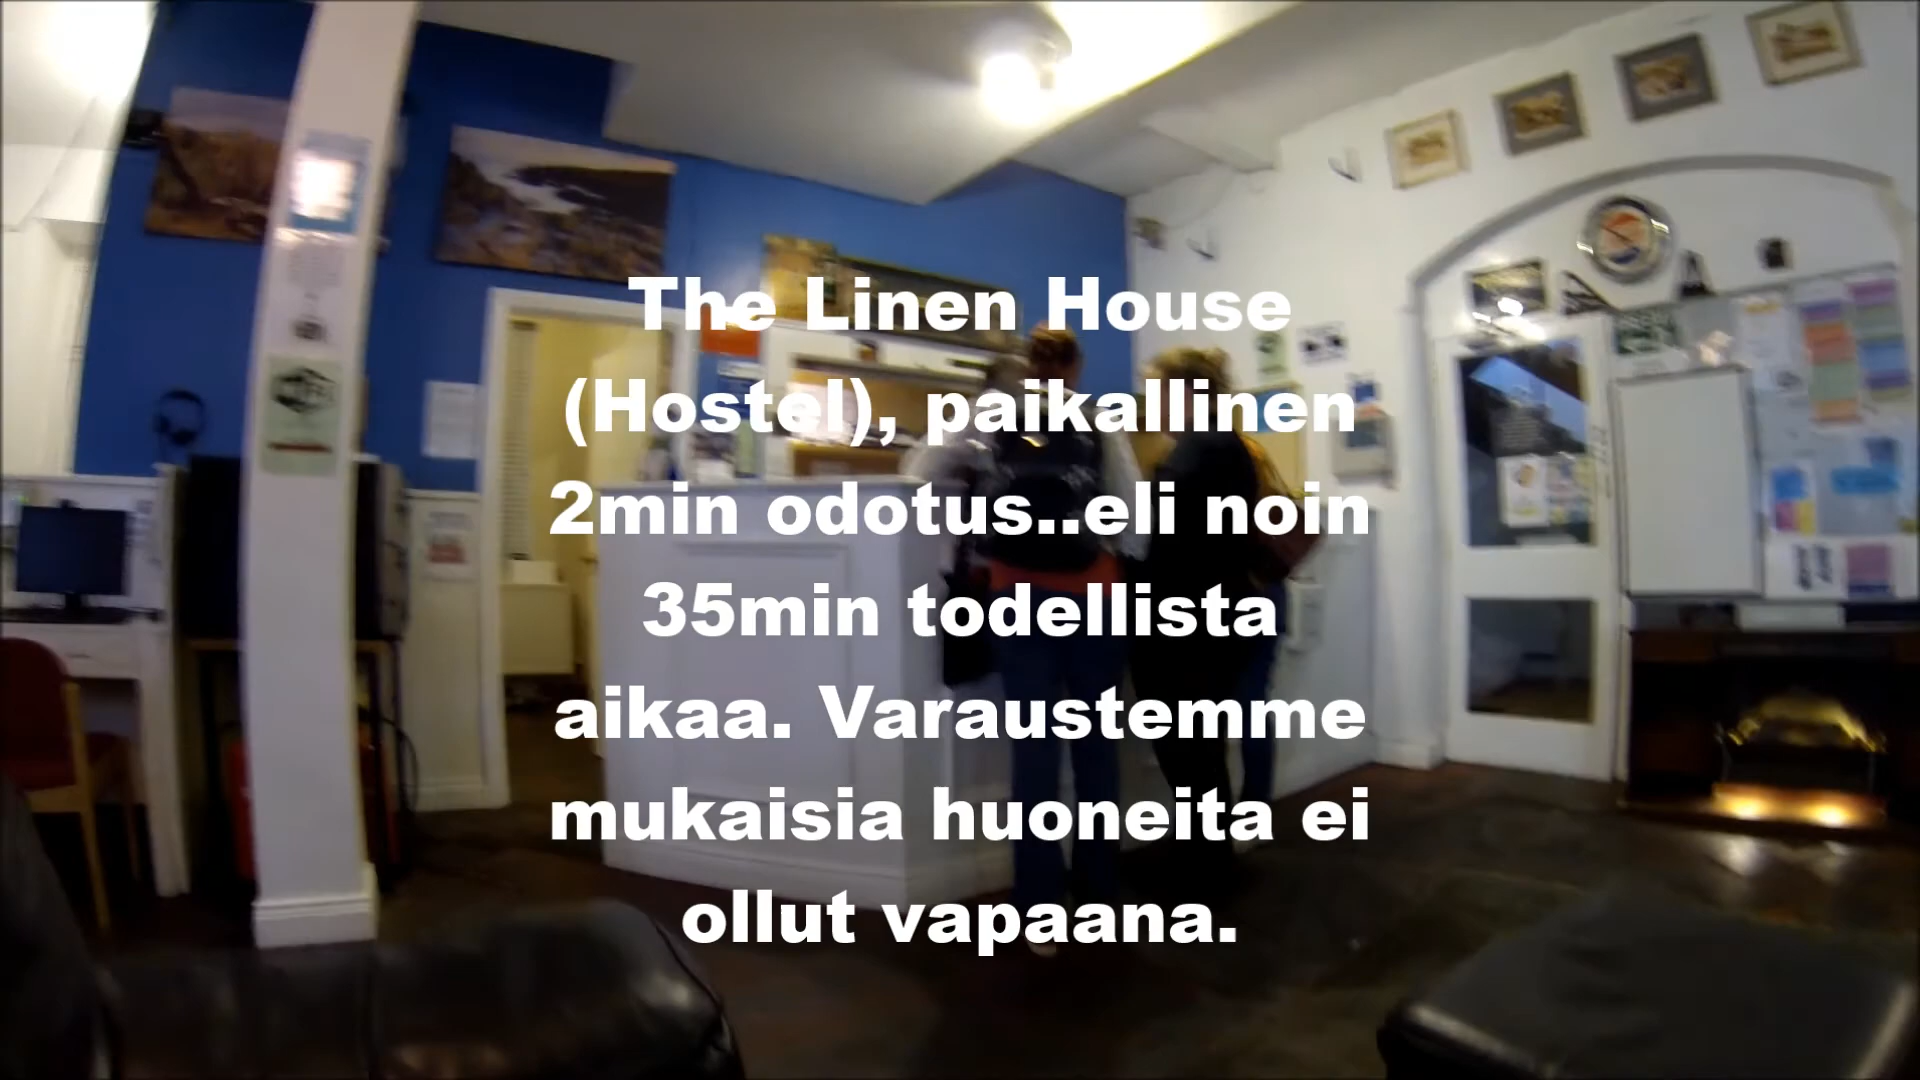 The Linen House
(Hostel), paikallinen
2min odotus..eli noin
35min todellista
aikaa. Varaustemme
mukaisia huoneita ei
ollut vapaana.